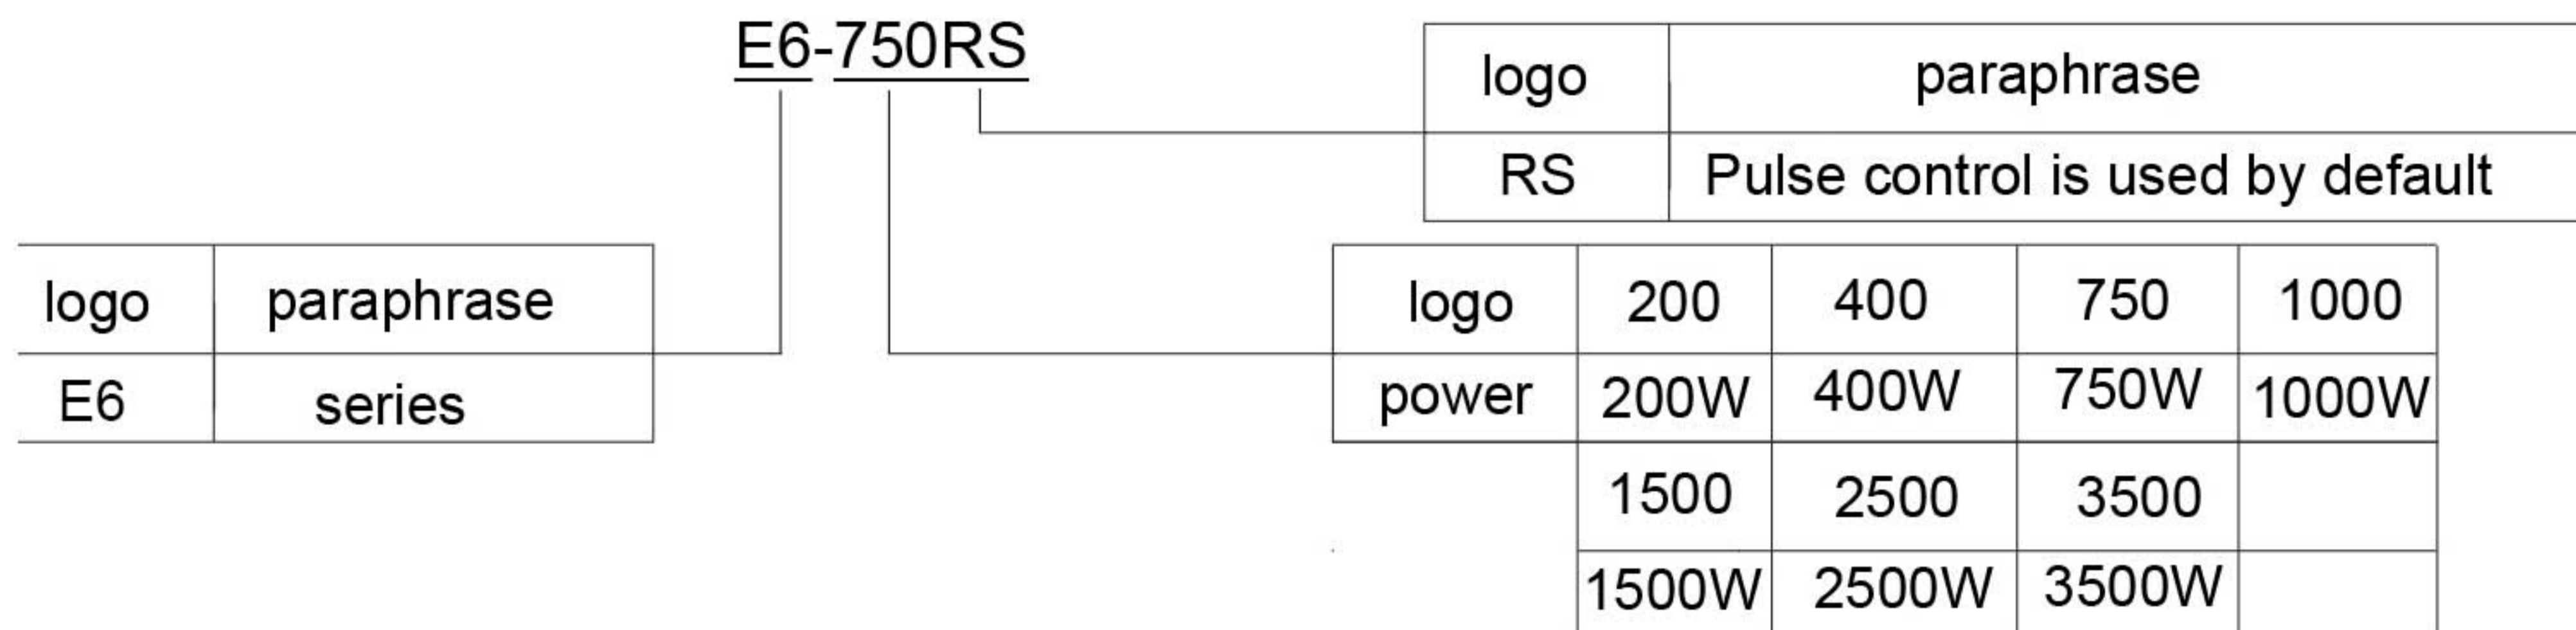 E6-750RS
logo paraphrase
RS Pulse control is used by default
logo paraphrase
E6 series
logo 200 400 750 1000
power 200W 400W 750W 1000W
1500 2500 3500
1500W 2500W 3500W